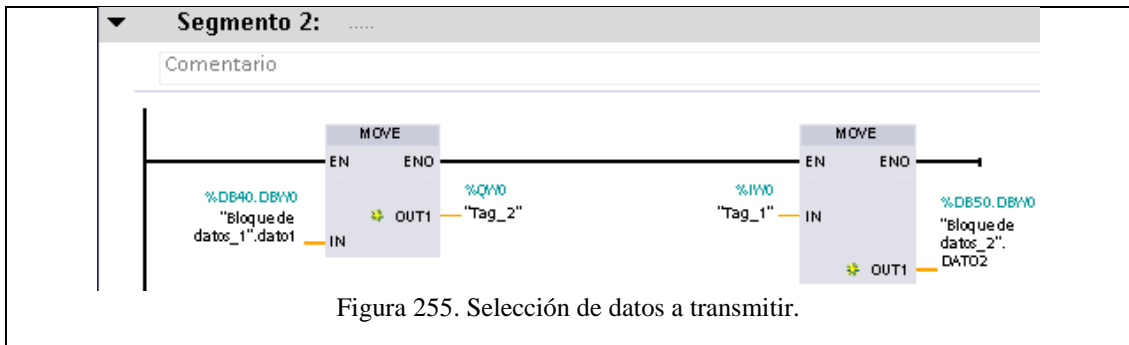 Segmento 2: .....
Comentario
MOVE
EN ENO
%DB40.DBW0
"Bloque de
datos_1".dato1
IN
OUT1
%QW0
"Tag_2"
MOVE
EN ENO
%IW0
"Tag_1"
IN
OUT1
%DB50.DBW0
"Bloque de
datos_2".
DATO2
Figura 255. Selección de datos a transmitir.